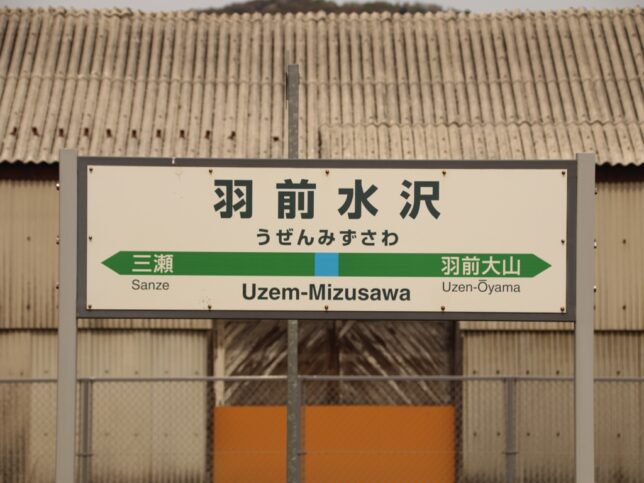 羽前水沢
うぜんみずさわ
三瀬 羽前大山
Sanze Uzen-Ōyama
Uzem-Mizusawa